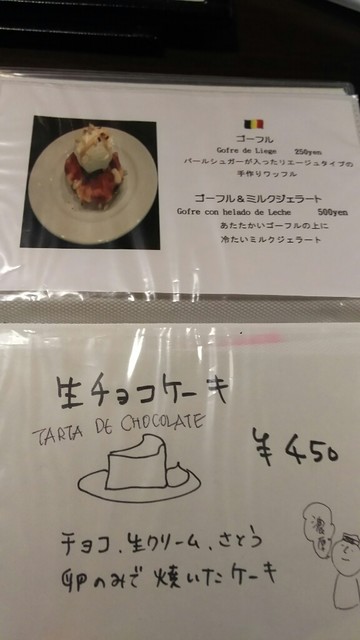 ゴーフル
Gofre de Liege 250yen
パールシュガーが入ったリエージュタイプの
手作りワッフル
ゴーフル&ミルクジェラート
Gofre con helado de Leche 500yen
あたたかいゴーフルの上に
冷たいミルクジェラート
生チョコケーキ
TARTA DE CHOCOLATE
¥450
チョコ、生クリーム、さとう
卵のみで焼いたケーキ
濃厚